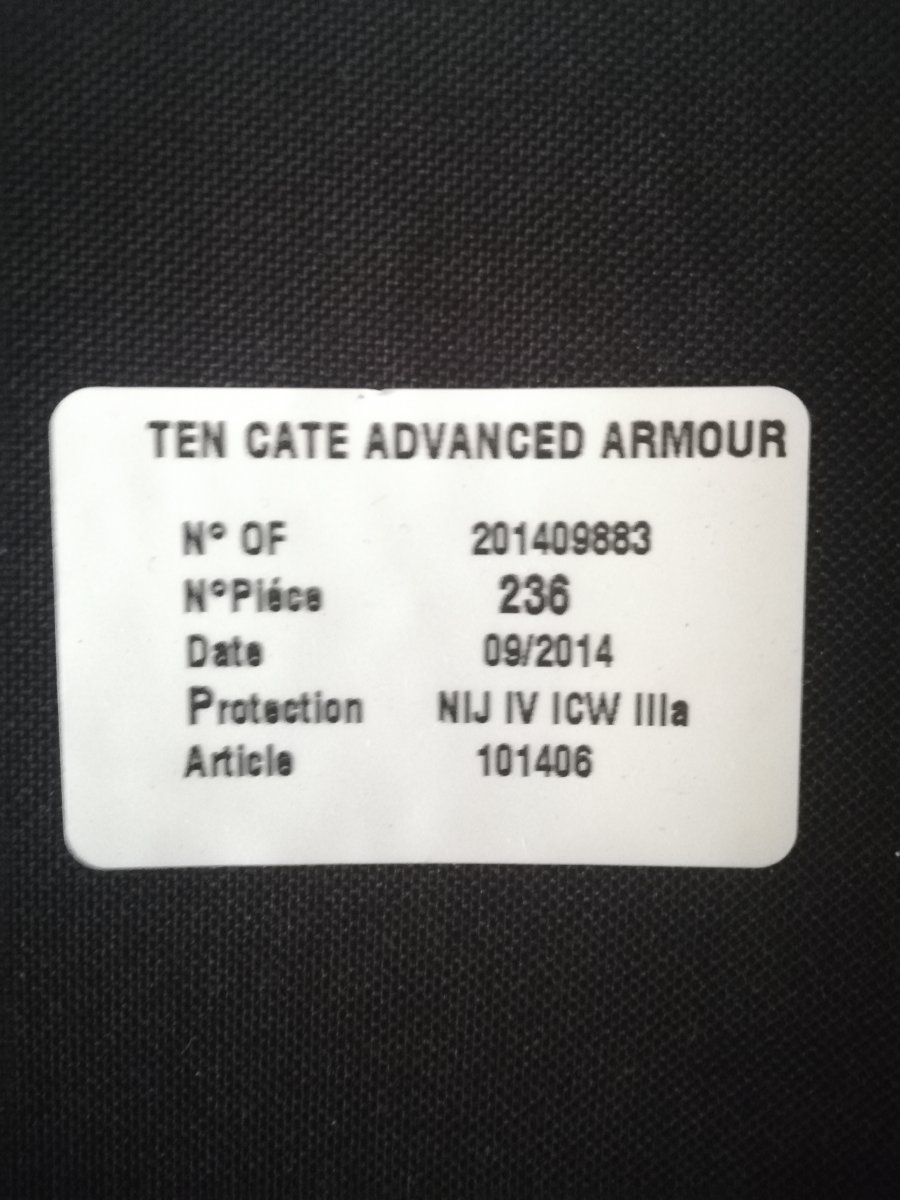 TEN CATE ADVANCED ARMOUR
N° OF 201409883
N°Piéce 236
Date 09/2014
Protection NIJ IV ICW IIIa
Article 101406